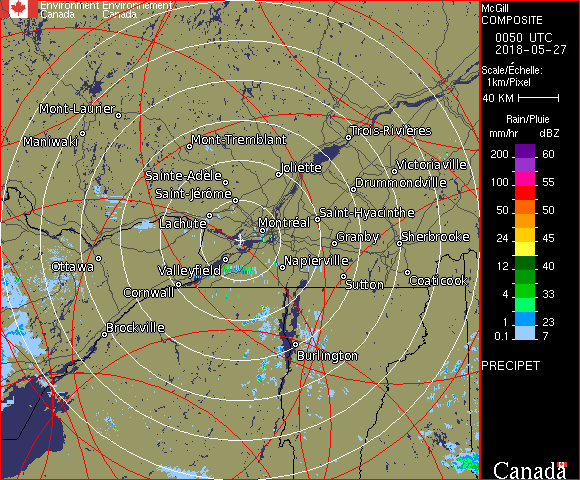 Environment Environnement
Canada Canada
McGill
COMPOSITE
0050 UTC
2018-05-27
Scale/Échelle:
1km/Pixel
40 KM
Rain/Pluie
mm/hr dBZ
200 60
155 55
100 55
50 50
24 45
12 40
4 33
1 23
0.1 7
PRECIPET
Canada
Mont-Laurier
Maniwaki
Mont-Tremblant
Trois-Rivières
Sainte-Adèle
Joliette
Victoriaville
Saint-Jérôme
Drummondville
Lachute
Montréal
Saint-Hyacinthe
Granby
Sherbrooke
Ottawa
Valleyfield
Napierville
Cornwall
Sutton
Coaticook
Brockville
Burlington